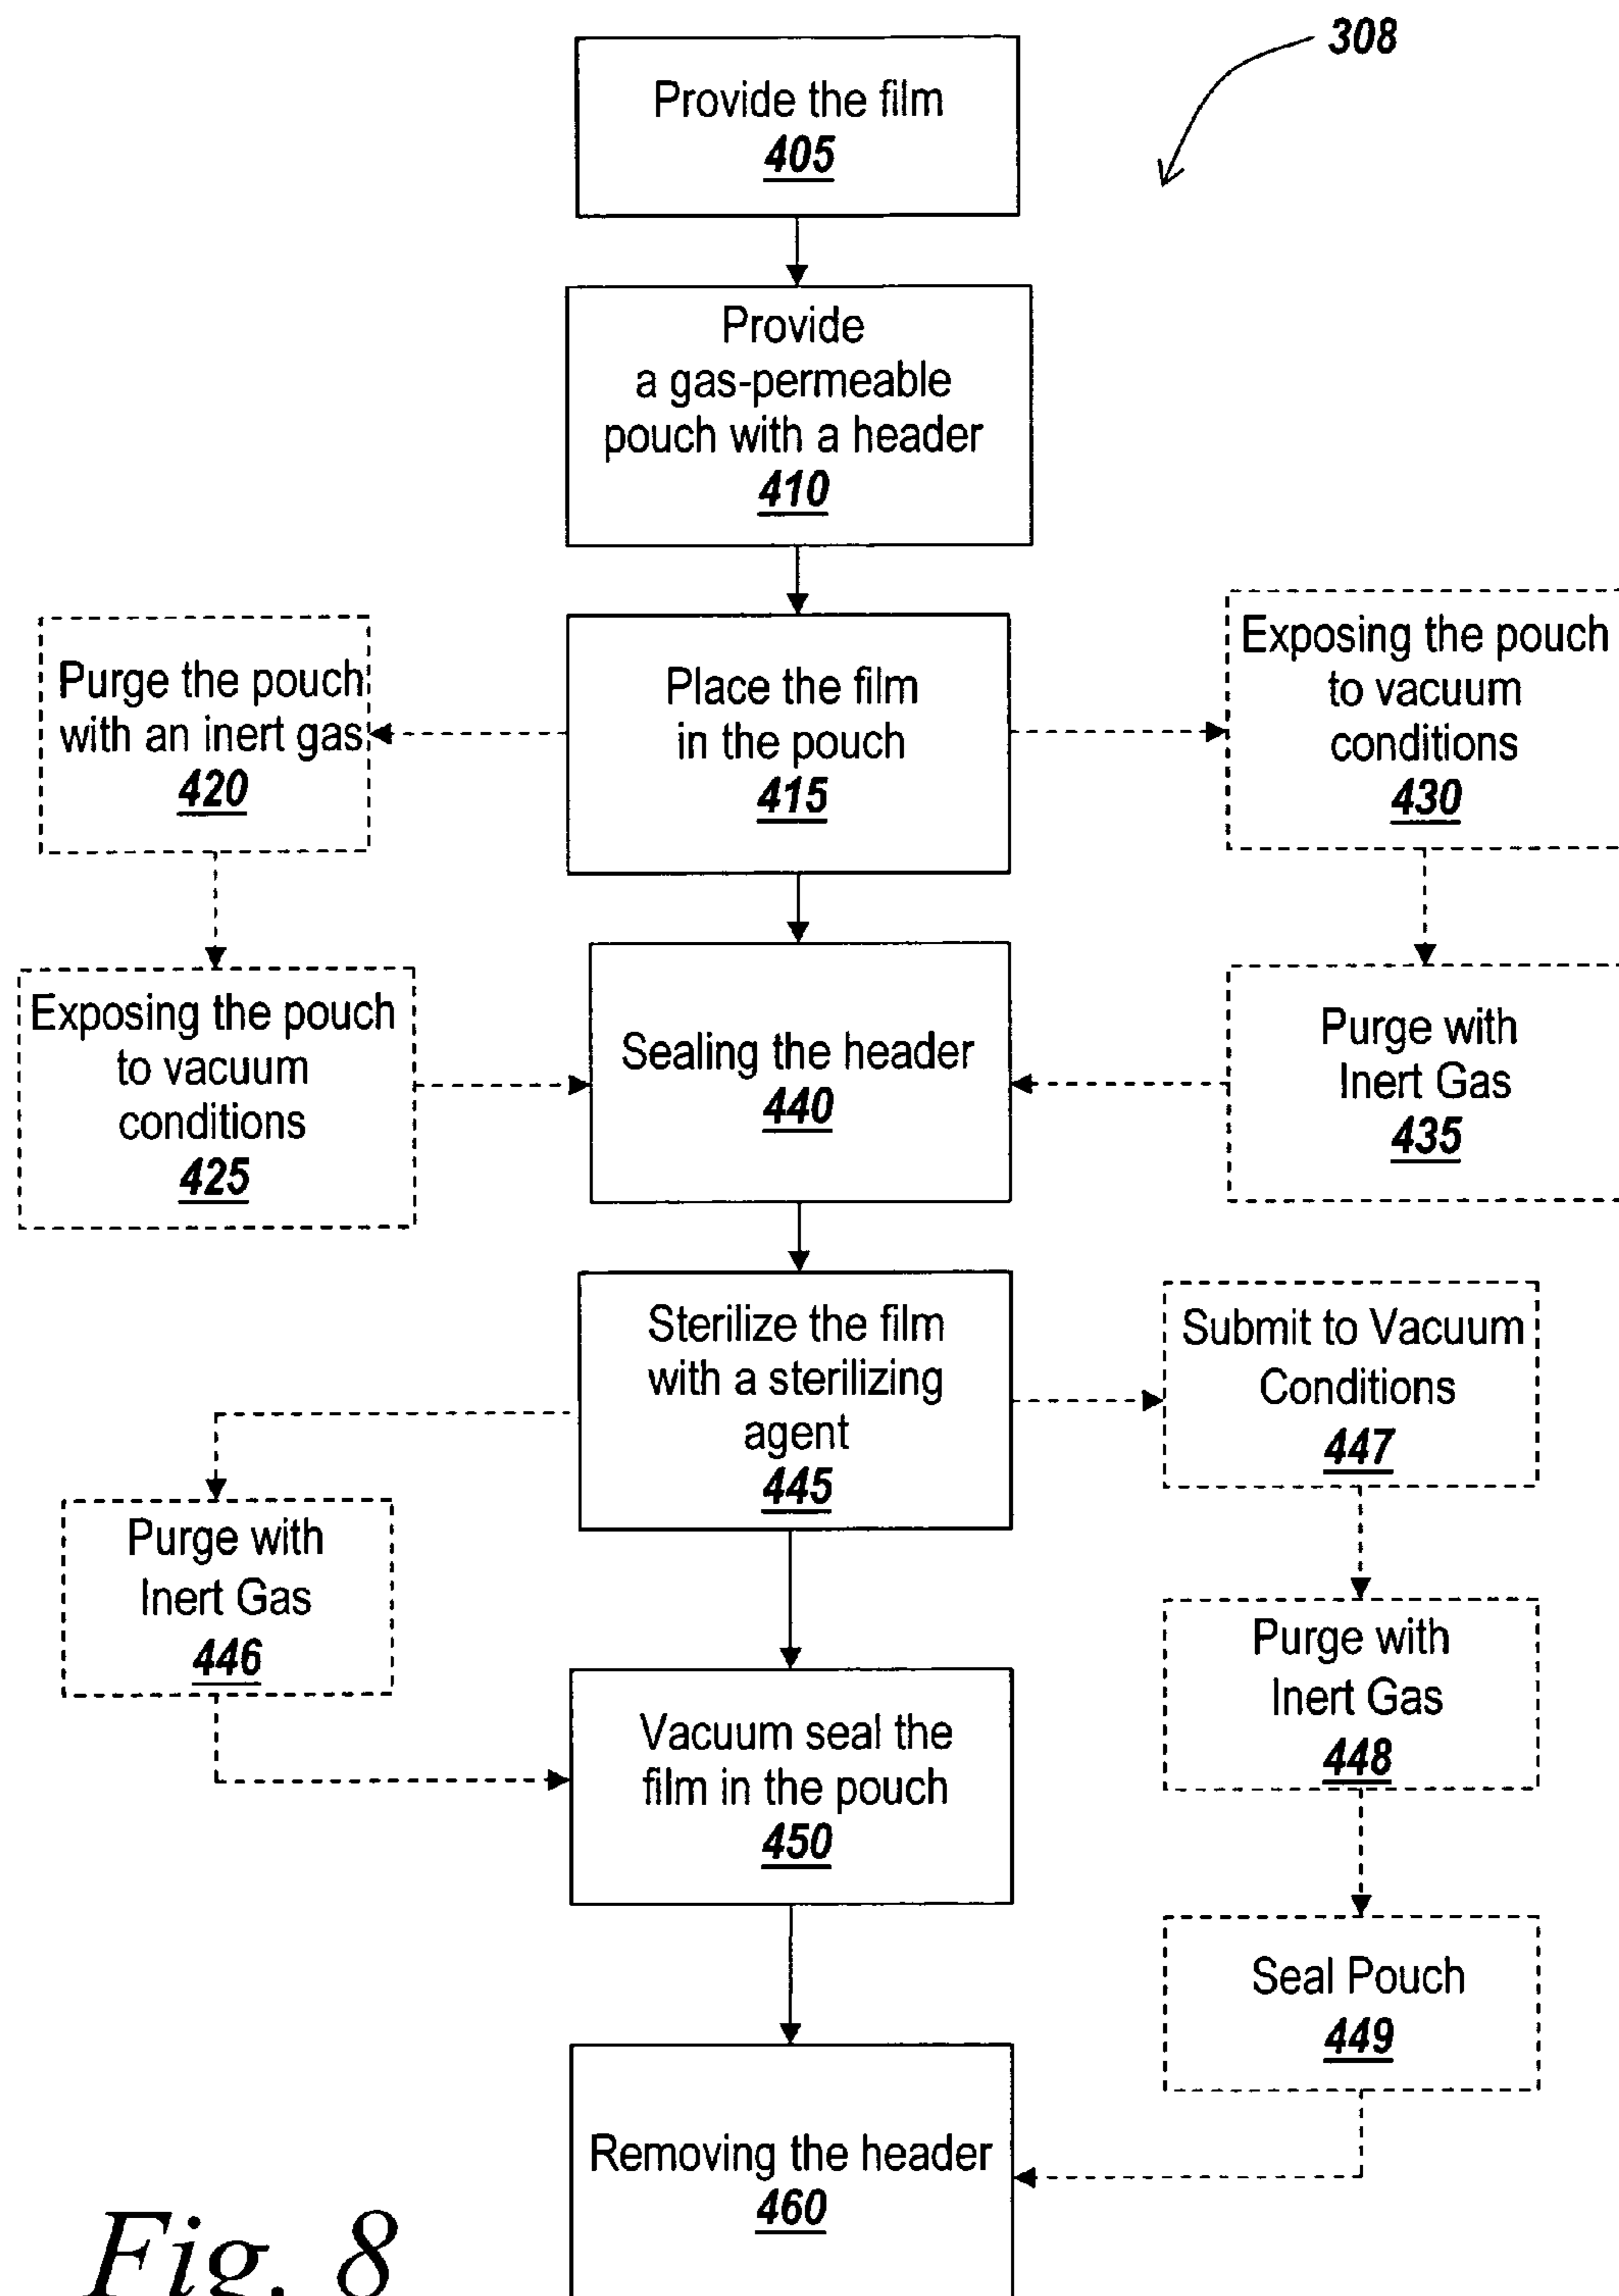 308
Provide the film
405
Provide
a gas-permeable
pouch with a header
410
Purge the pouch
with an inert gas
420
Place the film
in the pouch
415
Exposing the pouch
to vacuum
conditions
430
Exposing the pouch
to vacuum
conditions
425
Sealing the header
440
Purge with
Inert Gas
435
Sterilize the film
with a sterilizing
agent
445
Submit to Vacuum
Conditions
447
Purge with
Inert Gas
446
Purge with
Inert Gas
448
Vacuum seal the
film in the pouch
450
Seal Pouch
449
Removing the header
460
Fig. 8